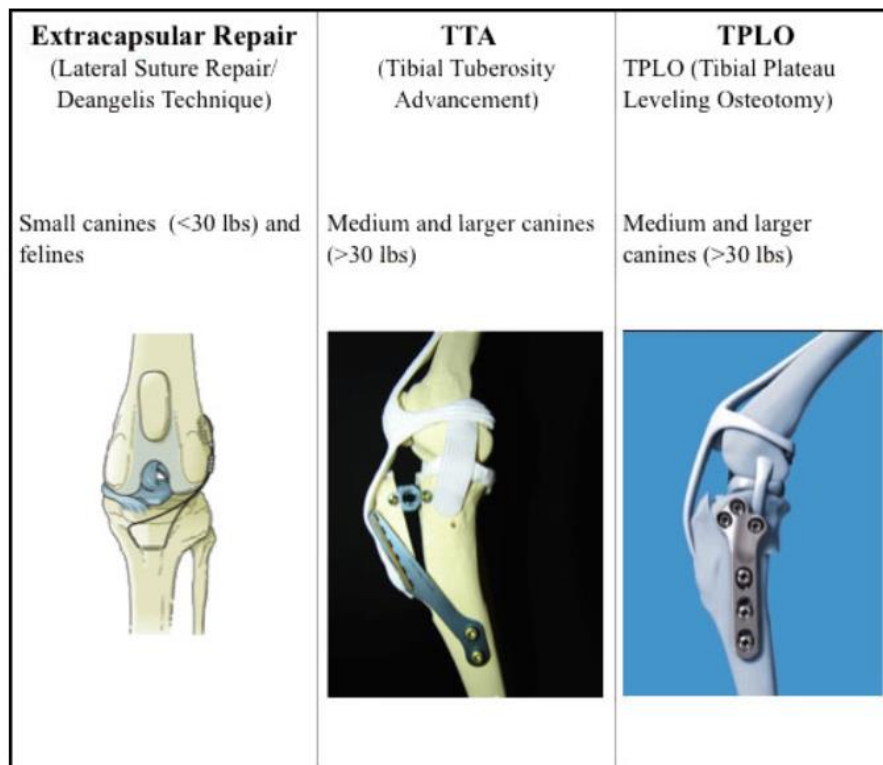 Extracapsular Repair
(Lateral Suture Repair/
Deangelis Technique)
Small canines  (<30 lbs) and
felines
TTA
(Tibial Tuberosity
Advancement)
Medium and larger canines
(>30 lbs)
TPLO
TPLO (Tibial Plateau
Leveling Osteotomy)
Medium and larger
canines (>30 lbs)